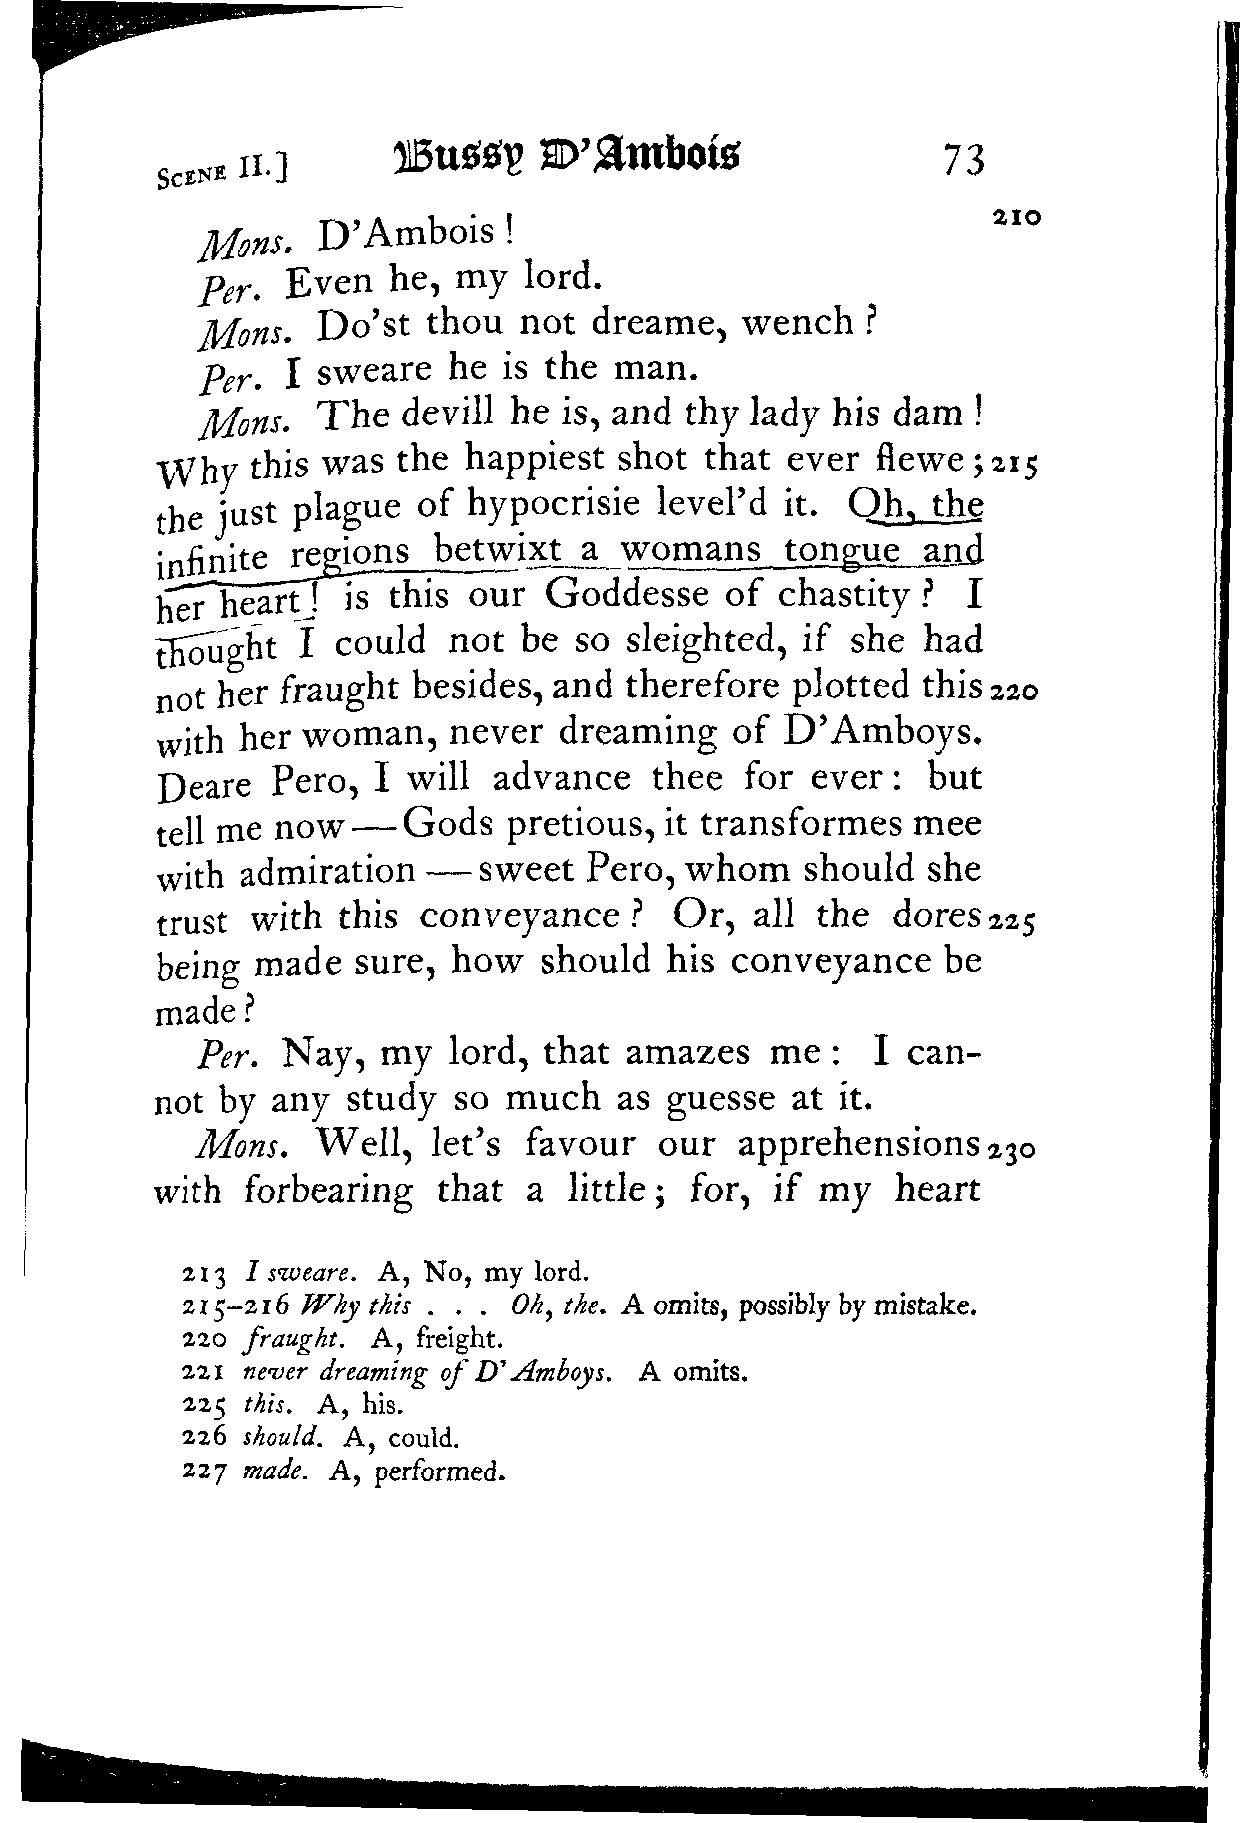 SCENE II.] Bussy D'Ambois 73
Mons. D'Ambois! 210
Per. Even he, my lord.
Mons. Do'st thou not dreame, wench?
Per. I sweare he is the man.
Mons. The devill he is, and thy lady his dam!
Why this was the happiest shot that ever flewe; 215
the just plague of hypocrisie level'd it. Oh, the
infinite regions betwixt a womans tongue and
her heart! is this our Goddesse of chastity? I
thought I could not be so sleighted, if she had
not her fraught besides, and therefore plotted this 220
with her woman, never dreaming of D'Amboys.
Deare Pero, I will advance thee for ever: but
tell me now—Gods pretious, it transformes mee
with admiration—sweet Pero, whom should she
trust with this conveyance? Or, all the dores 225
being made sure, how should his conveyance be
made?
Per. Nay, my lord, that amazes me: I can-
not by any study so much as guesse at it.
Mons. Well, let's favour our apprehensions 230
with forbearing that a little; for, if my heart
213 I sweare. A, No, my lord.
215–216 Why this . . . Oh, the. A omits, possibly by mistake.
220 fraught. A, freight.
221 never dreaming of D'Amboys. A omits.
225 this. A, his.
226 should. A, could.
227 made. A, performed.